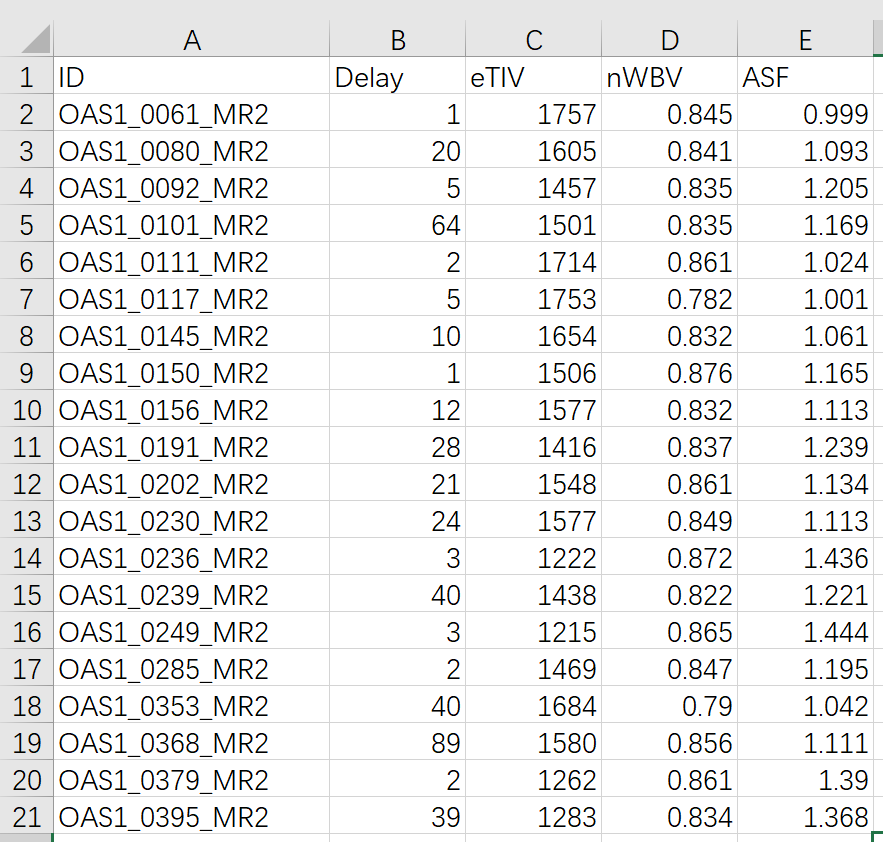 A B C D E
1 ID Delay eTIV nWBV ASF
2 OAS1_0061_MR2 1 1757 0.845 0.999
3 OAS1_0080_MR2 20 1605 0.841 1.093
4 OAS1_0092_MR2 5 1457 0.835 1.205
5 OAS1_0101_MR2 64 1501 0.835 1.169
6 OAS1_0111_MR2 2 1714 0.861 1.024
7 OAS1_0117_MR2 5 1753 0.782 1.001
8 OAS1_0145_MR2 10 1654 0.832 1.061
9 OAS1_0150_MR2 1 1506 0.876 1.165
10 OAS1_0156_MR2 12 1577 0.832 1.113
11 OAS1_0191_MR2 28 1416 0.837 1.239
12 OAS1_0202_MR2 21 1548 0.861 1.134
13 OAS1_0230_MR2 24 1577 0.849 1.113
14 OAS1_0236_MR2 3 1222 0.872 1.436
15 OAS1_0239_MR2 40 1438 0.822 1.221
16 OAS1_0249_MR2 3 1215 0.865 1.444
17 OAS1_0285_MR2 2 1469 0.847 1.195
18 OAS1_0353_MR2 40 1684 0.79 1.042
19 OAS1_0368_MR2 89 1580 0.856 1.111
20 OAS1_0379_MR2 2 1262 0.861 1.39
21 OAS1_0395_MR2 39 1283 0.834 1.368